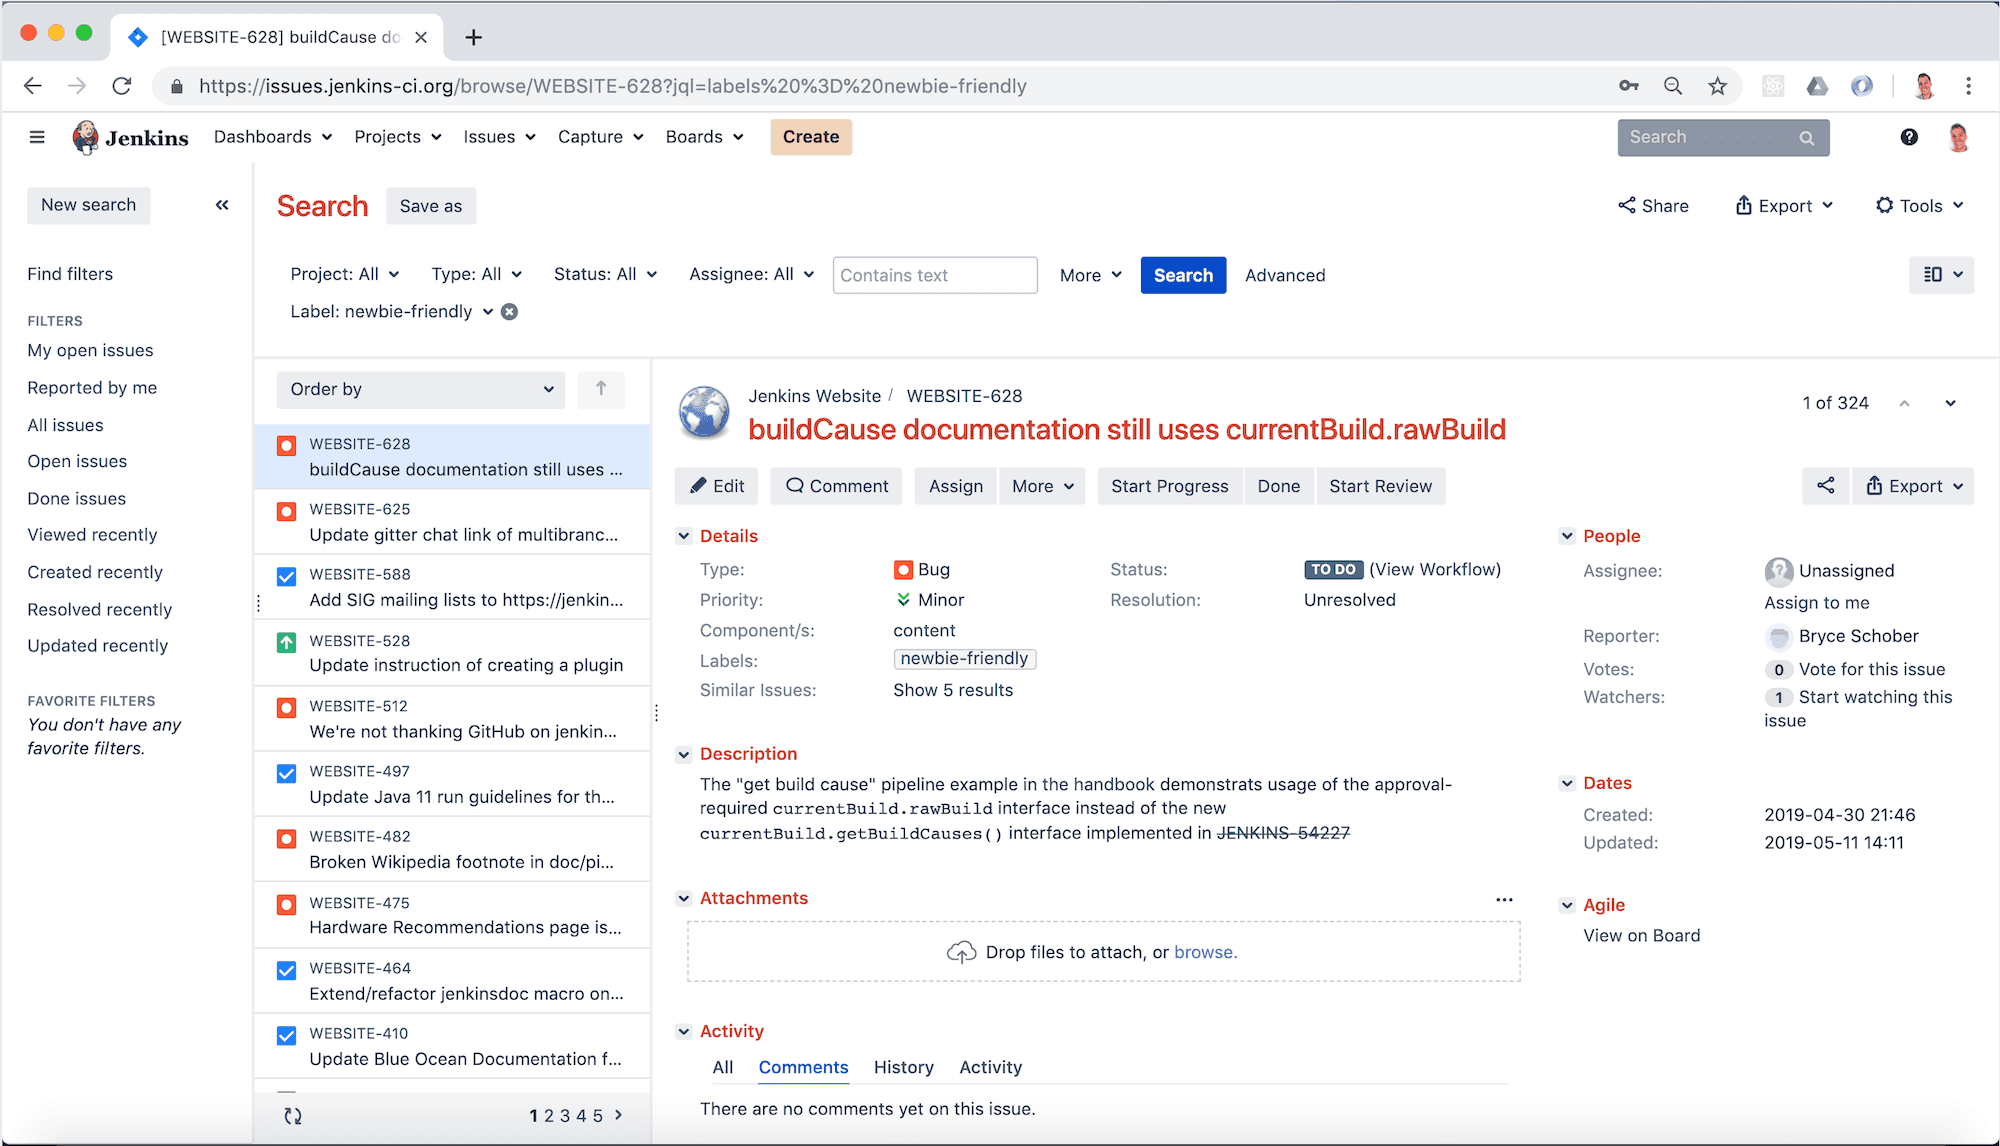 [WEBSITE-628] buildCause do
https://issues.jenkins-ci.org/browse/WEBSITE-628?jql=labels%20%3D%20newbie-friendly
Jenkins Dashboards Projects Issues Capture Boards Create Search
New search
Find filters
FILTERS
My open issues
Reported by me
All issues
Open issues
Done issues
Viewed recently
Created recently
Resolved recently
Updated recently
FAVORITE FILTERS
You don't have any
favorite filters.
Search Save as Share Export Tools
Project: All Type: All Status: All Assignee: All Contains text More Search Advanced
Label: newbie-friendly
Order by
WEBSITE-628
buildCause documentation still uses ...
WEBSITE-625
Update gitter chat link of multibranc...
WEBSITE-588
Add SIG mailing lists to https://jenkin...
WEBSITE-528
Update instruction of creating a plugin
WEBSITE-512
We're not thanking GitHub on jenkin...
WEBSITE-497
Update Java 11 run guidelines for th...
WEBSITE-482
Broken Wikipedia footnote in doc/pi...
WEBSITE-475
Hardware Recommendations page is...
WEBSITE-464
Extend/refactor jenkinsdoc macro on...
WEBSITE-410
Update Blue Ocean Documentation f...
1 2 3 4 5
Jenkins Website / WEBSITE-628
1 of 324
buildCause documentation still uses currentBuild.rawBuild
Edit Comment Assign More Start Progress Done Start Review Export
Details
Type: Bug Status: TO DO (View Workflow)
Priority: Minor Resolution: Unresolved
Component/s: content
Labels: newbie-friendly
Similar Issues: Show 5 results
Description
The "get build cause" pipeline example in the handbook demonstrats usage of the approval-
required currentBuild.rawBuild interface instead of the new
currentBuild.getBuildCauses() interface implemented in JENKINS-54227
Attachments
Drop files to attach, or browse.
Activity
All Comments History Activity
There are no comments yet on this issue.
People
Assignee: Unassigned
Assign to me
Reporter: Bryce Schober
Votes: 0 Vote for this issue
Watchers: 1 Start watching this
issue
Dates
Created: 2019-04-30 21:46
Updated: 2019-05-11 14:11
Agile
View on Board